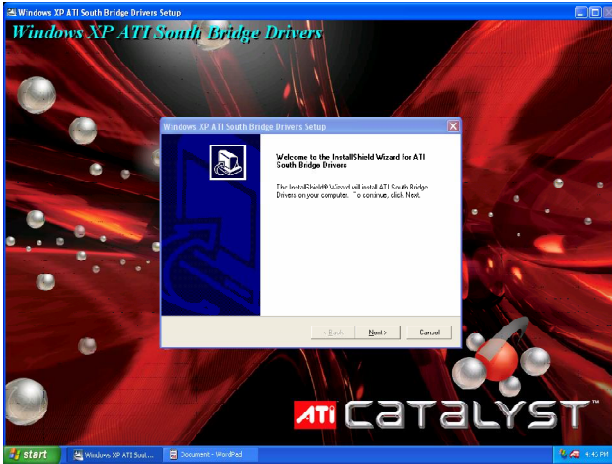 Windows XP ATI South Bridge Drivers Setup
Windows XP ATI South Bridge Drivers
Windows XP ATI South Bridge Drivers Setup
Welcome to the InstallShield Wizard for ATI
South Bridge Drivers
The InstallShield® Wizard will install ATI South Bridge
Drivers on your computer. To continue, click Next.
< Back
Next >
Cancel
ATI CATALYST™
start
Windows XP ATI Sout...
Document - WordPad
4:45 PM